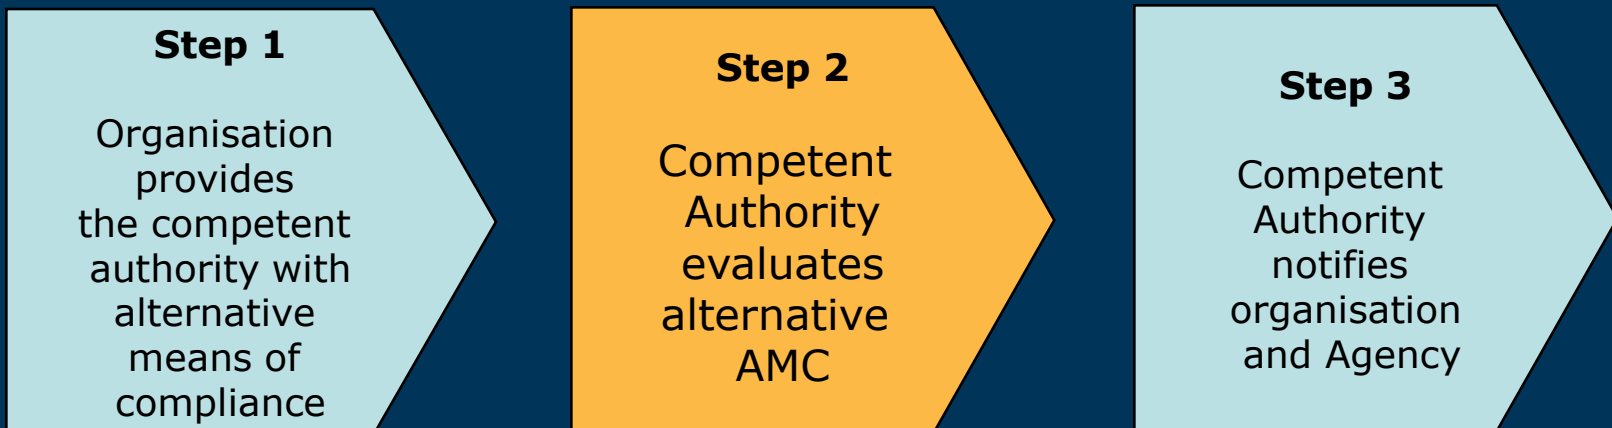 Step 1
Organisation
provides
the competent
authority with
alternative
means of
compliance
Step 2
Competent
Authority
evaluates
alternative
AMC
Step 3
Competent
Authority
notifies
organisation
and Agency